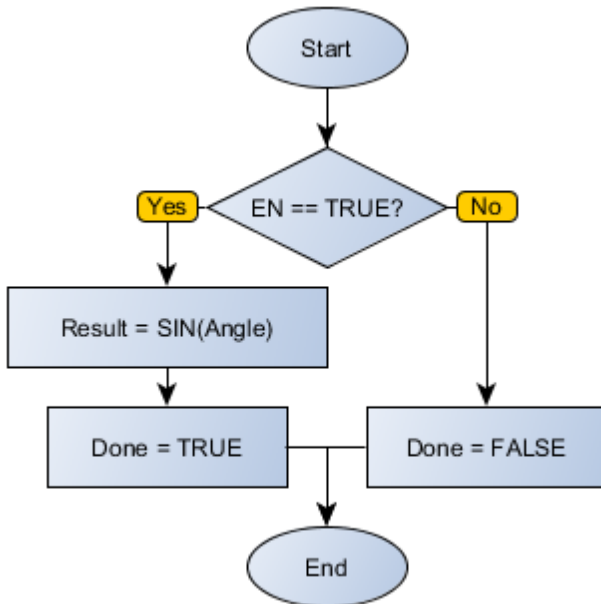 Start
EN == TRUE?
Yes
No
Result = SIN(Angle)
Done = TRUE
Done = FALSE
End